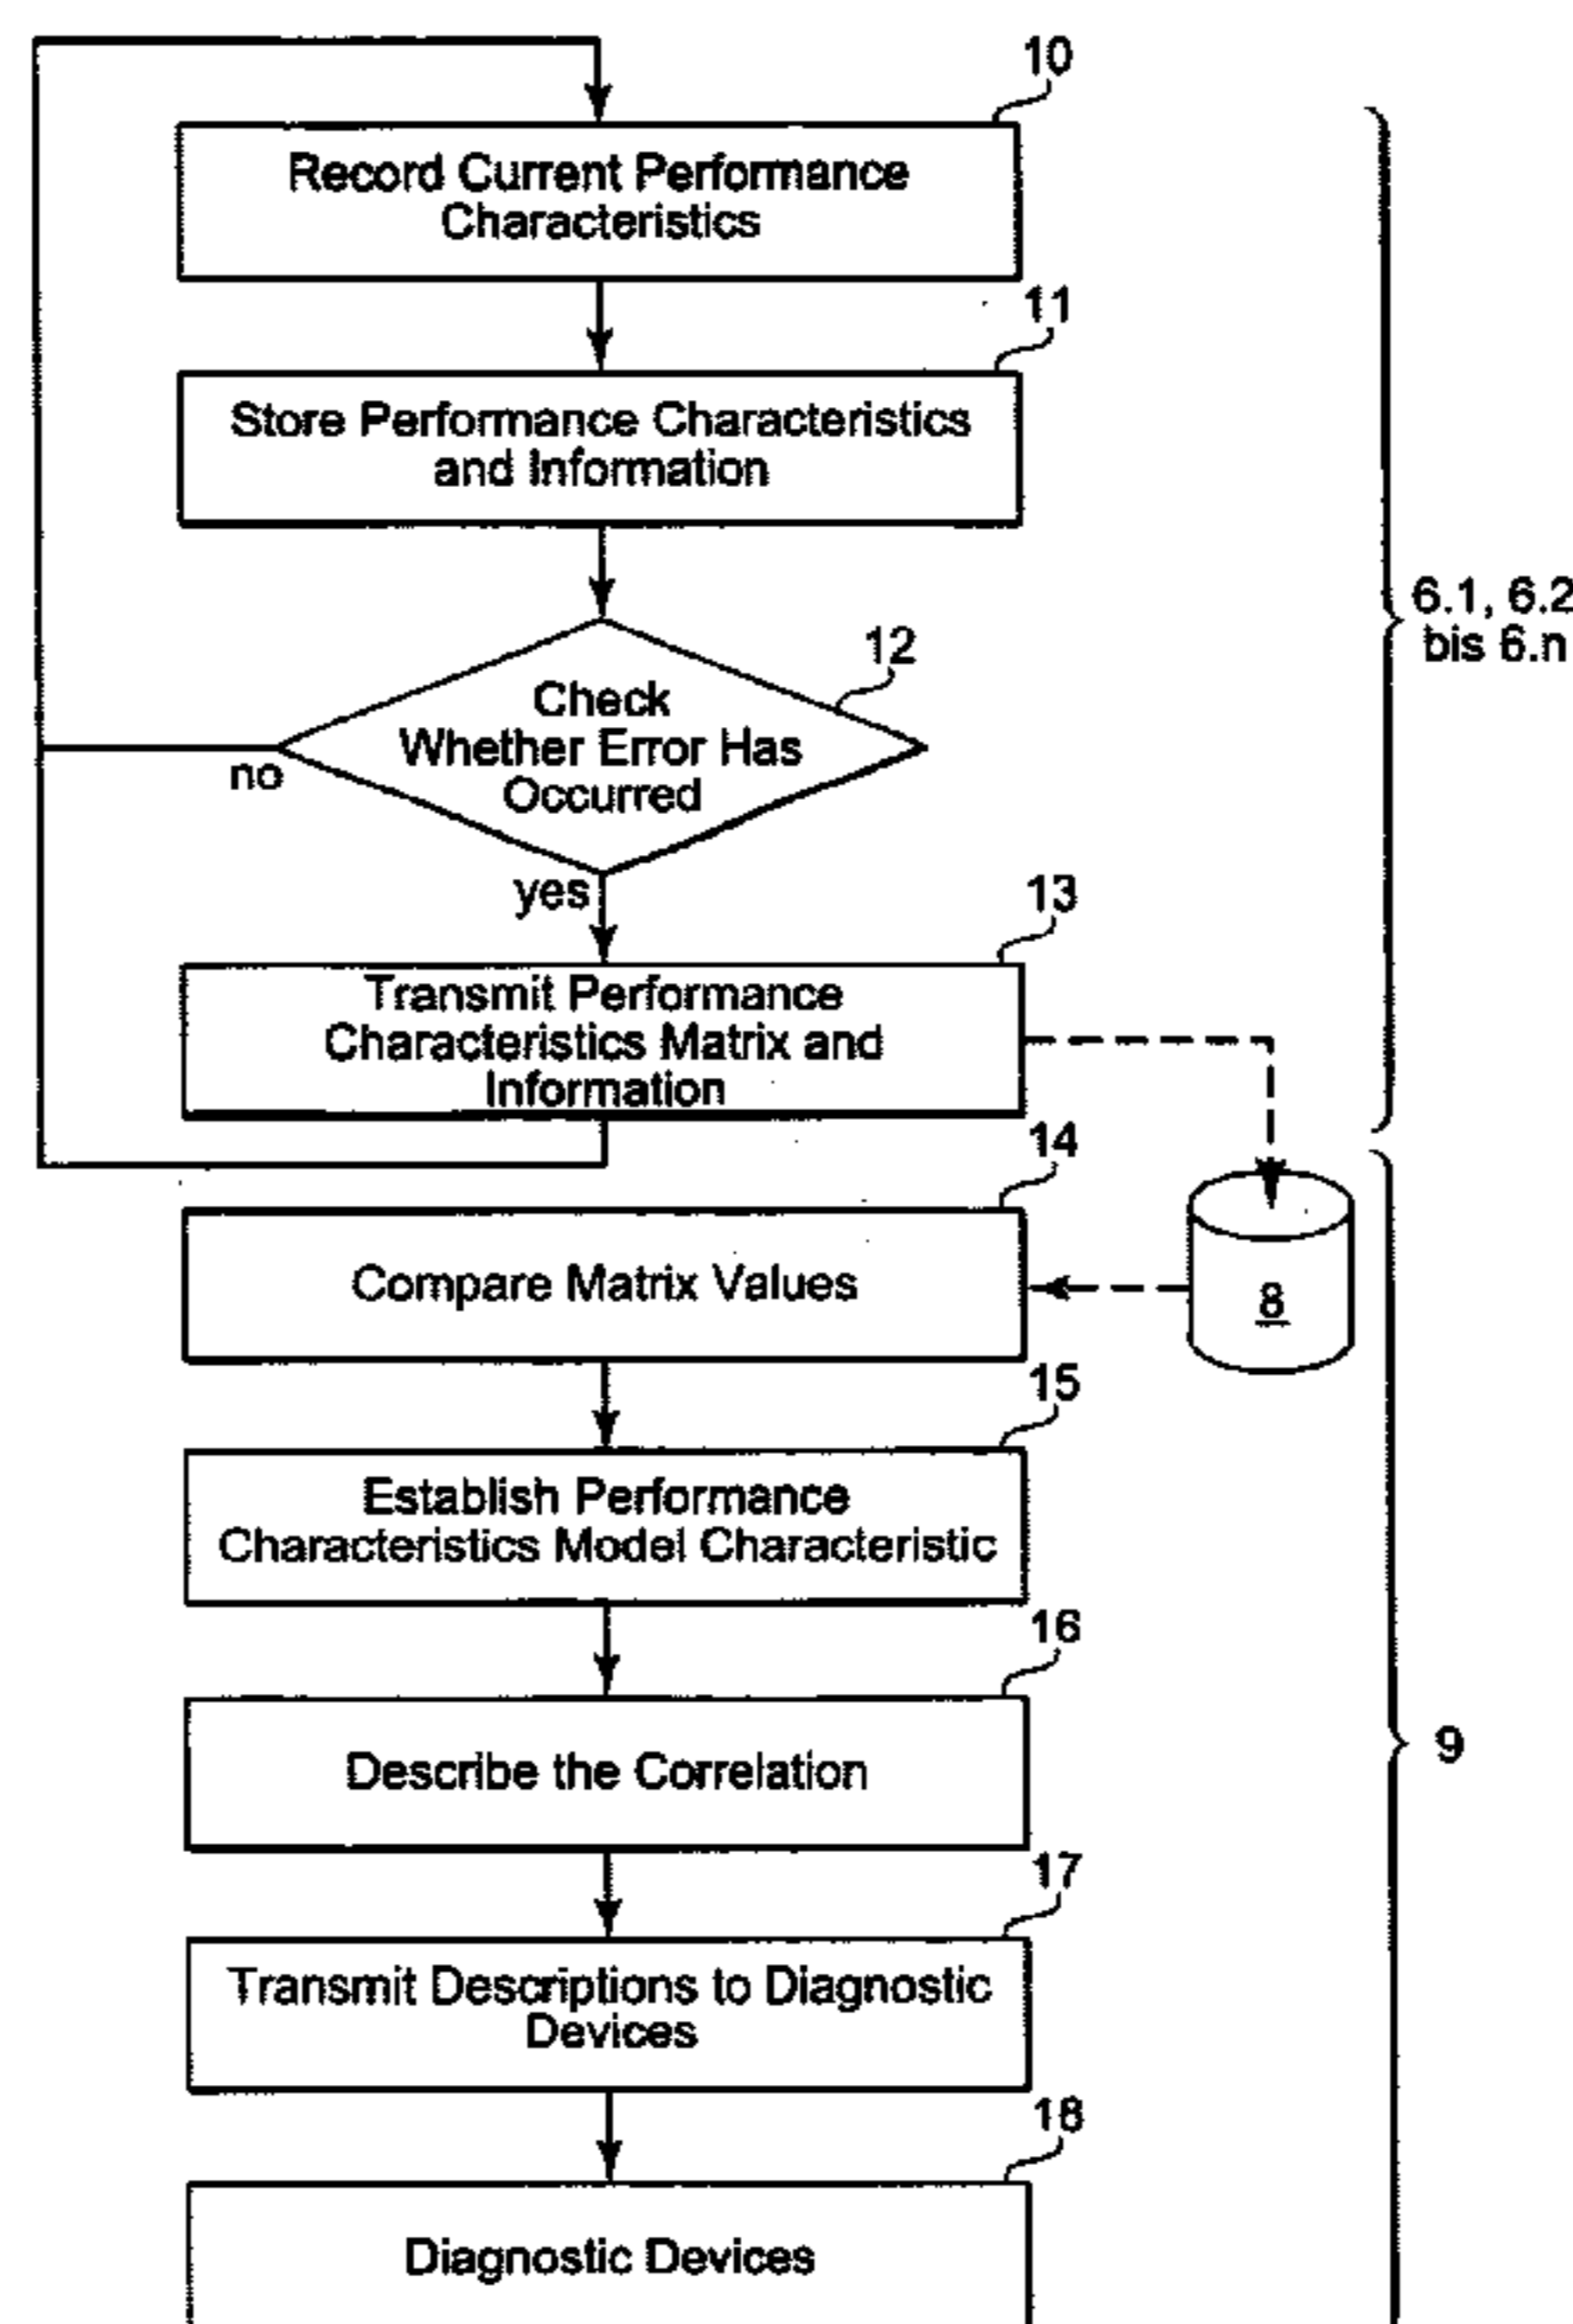 10
Record Current Performance
Characteristics
11
Store Performance Characteristics
and Information
6.1, 6.2
bis 6.n
12
Check
Whether Error Has
Occurred
no
yes
13
Transmit Performance
Characteristics Matrix and
Information
14
Compare Matrix Values
8
15
Establish Performance
Characteristics Model Characteristic
16
Describe the Correlation
9
17
Transmit Descriptions to Diagnostic
Devices
18
Diagnostic Devices